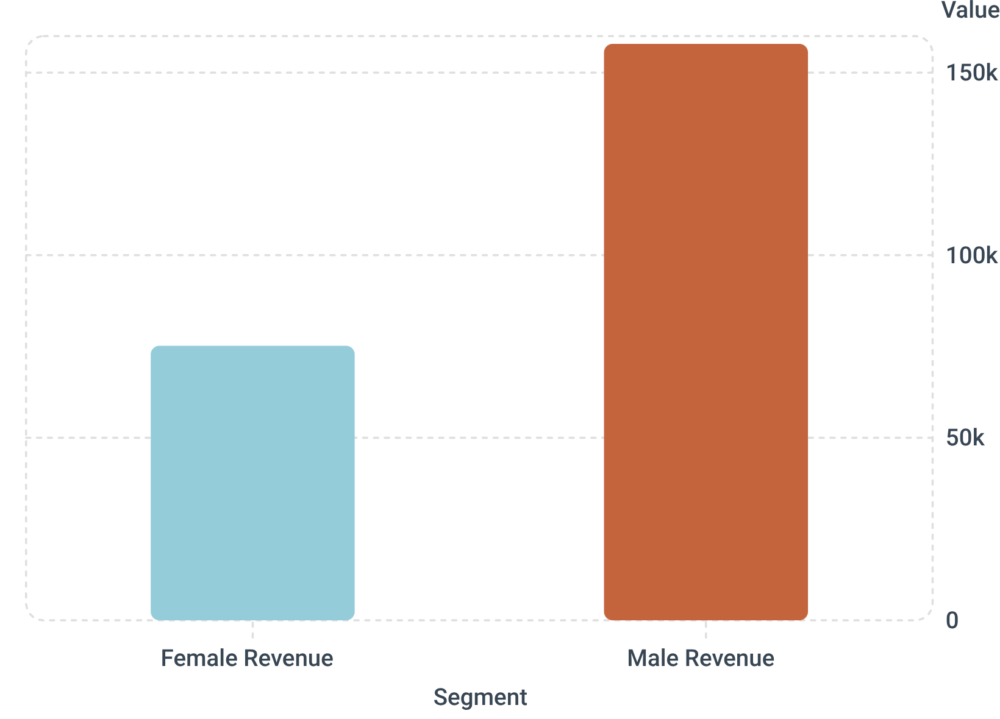 Value
150k
100k
50k
0
Female Revenue
Male Revenue
Segment